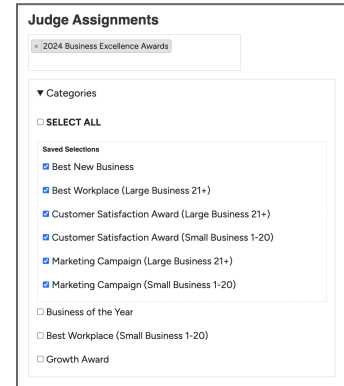 Judge Assignments
× 2024 Business Excellence Awards
▼ Categories
SELECT ALL
Saved Selections
Best New Business
Best Workplace (Large Business 21+)
Customer Satisfaction Award (Large Business 21+)
Customer Satisfaction Award (Small Business 1-20)
Marketing Campaign (Large Business 21+)
Marketing Campaign (Small Business 1-20)
Business of the Year
Best Workplace (Small Business 1-20)
Growth Award